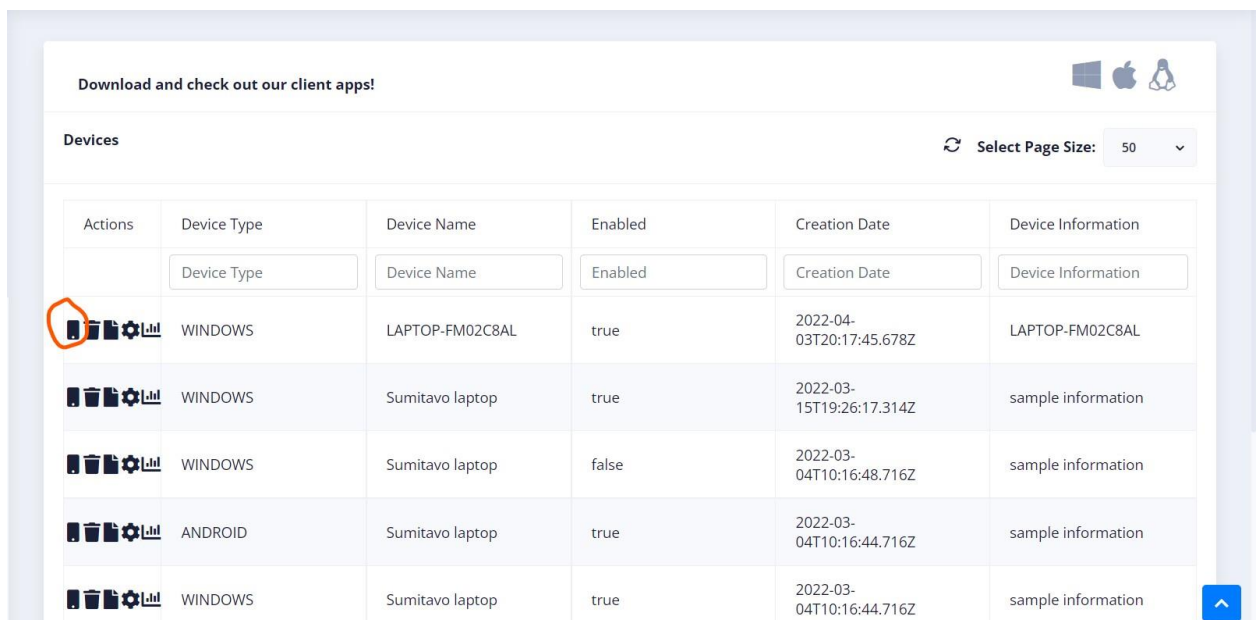 Download and check out our client apps!
Devices
Select Page Size: 50
Actions Device Type Device Name Enabled Creation Date Device Information
Device Type Device Name Enabled Creation Date Device Information
WINDOWS LAPTOP-FM02C8AL true 2022-04-
03T20:17:45.678Z LAPTOP-FM02C8AL
WINDOWS Sumitavo laptop true 2022-03-
15T19:26:17.314Z sample information
WINDOWS Sumitavo laptop false 2022-03-
04T10:16:48.716Z sample information
ANDROID Sumitavo laptop true 2022-03-
04T10:16:44.716Z sample information
WINDOWS Sumitavo laptop true 2022-03-
04T10:16:44.716Z sample information